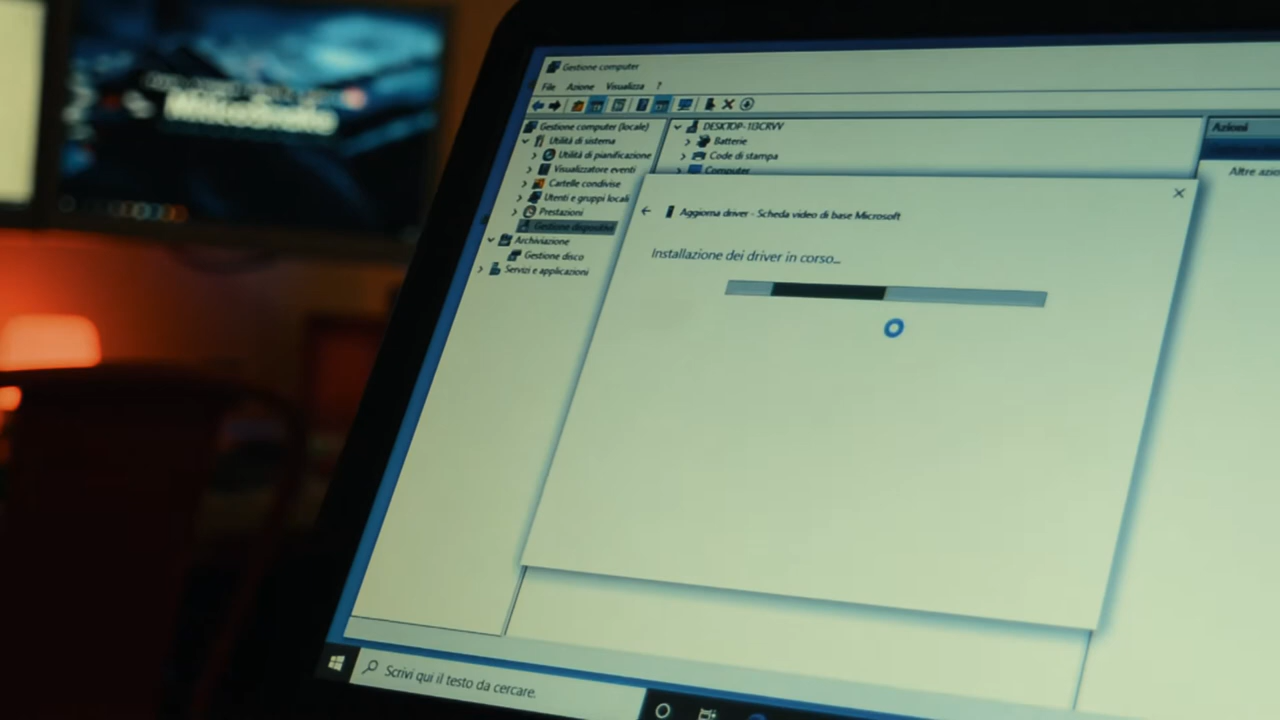 Gestione computer
File Azione Visualizza ?
Gestione computer (locale)
Utilità di sistema
Utilità di pianificazione
Visualizzatore eventi
Cartelle condivise
Utenti e gruppi locali
Prestazioni
Gestione dispositivi
Archiviazione
Gestione disco
Servizi e applicazioni
Batterie
Code di stampa
Computer
Azioni
Altre azio
Aggiorna driver - Scheda video di base Microsoft
Installazione dei driver in corso...
Scrivi qui il testo da cercare.